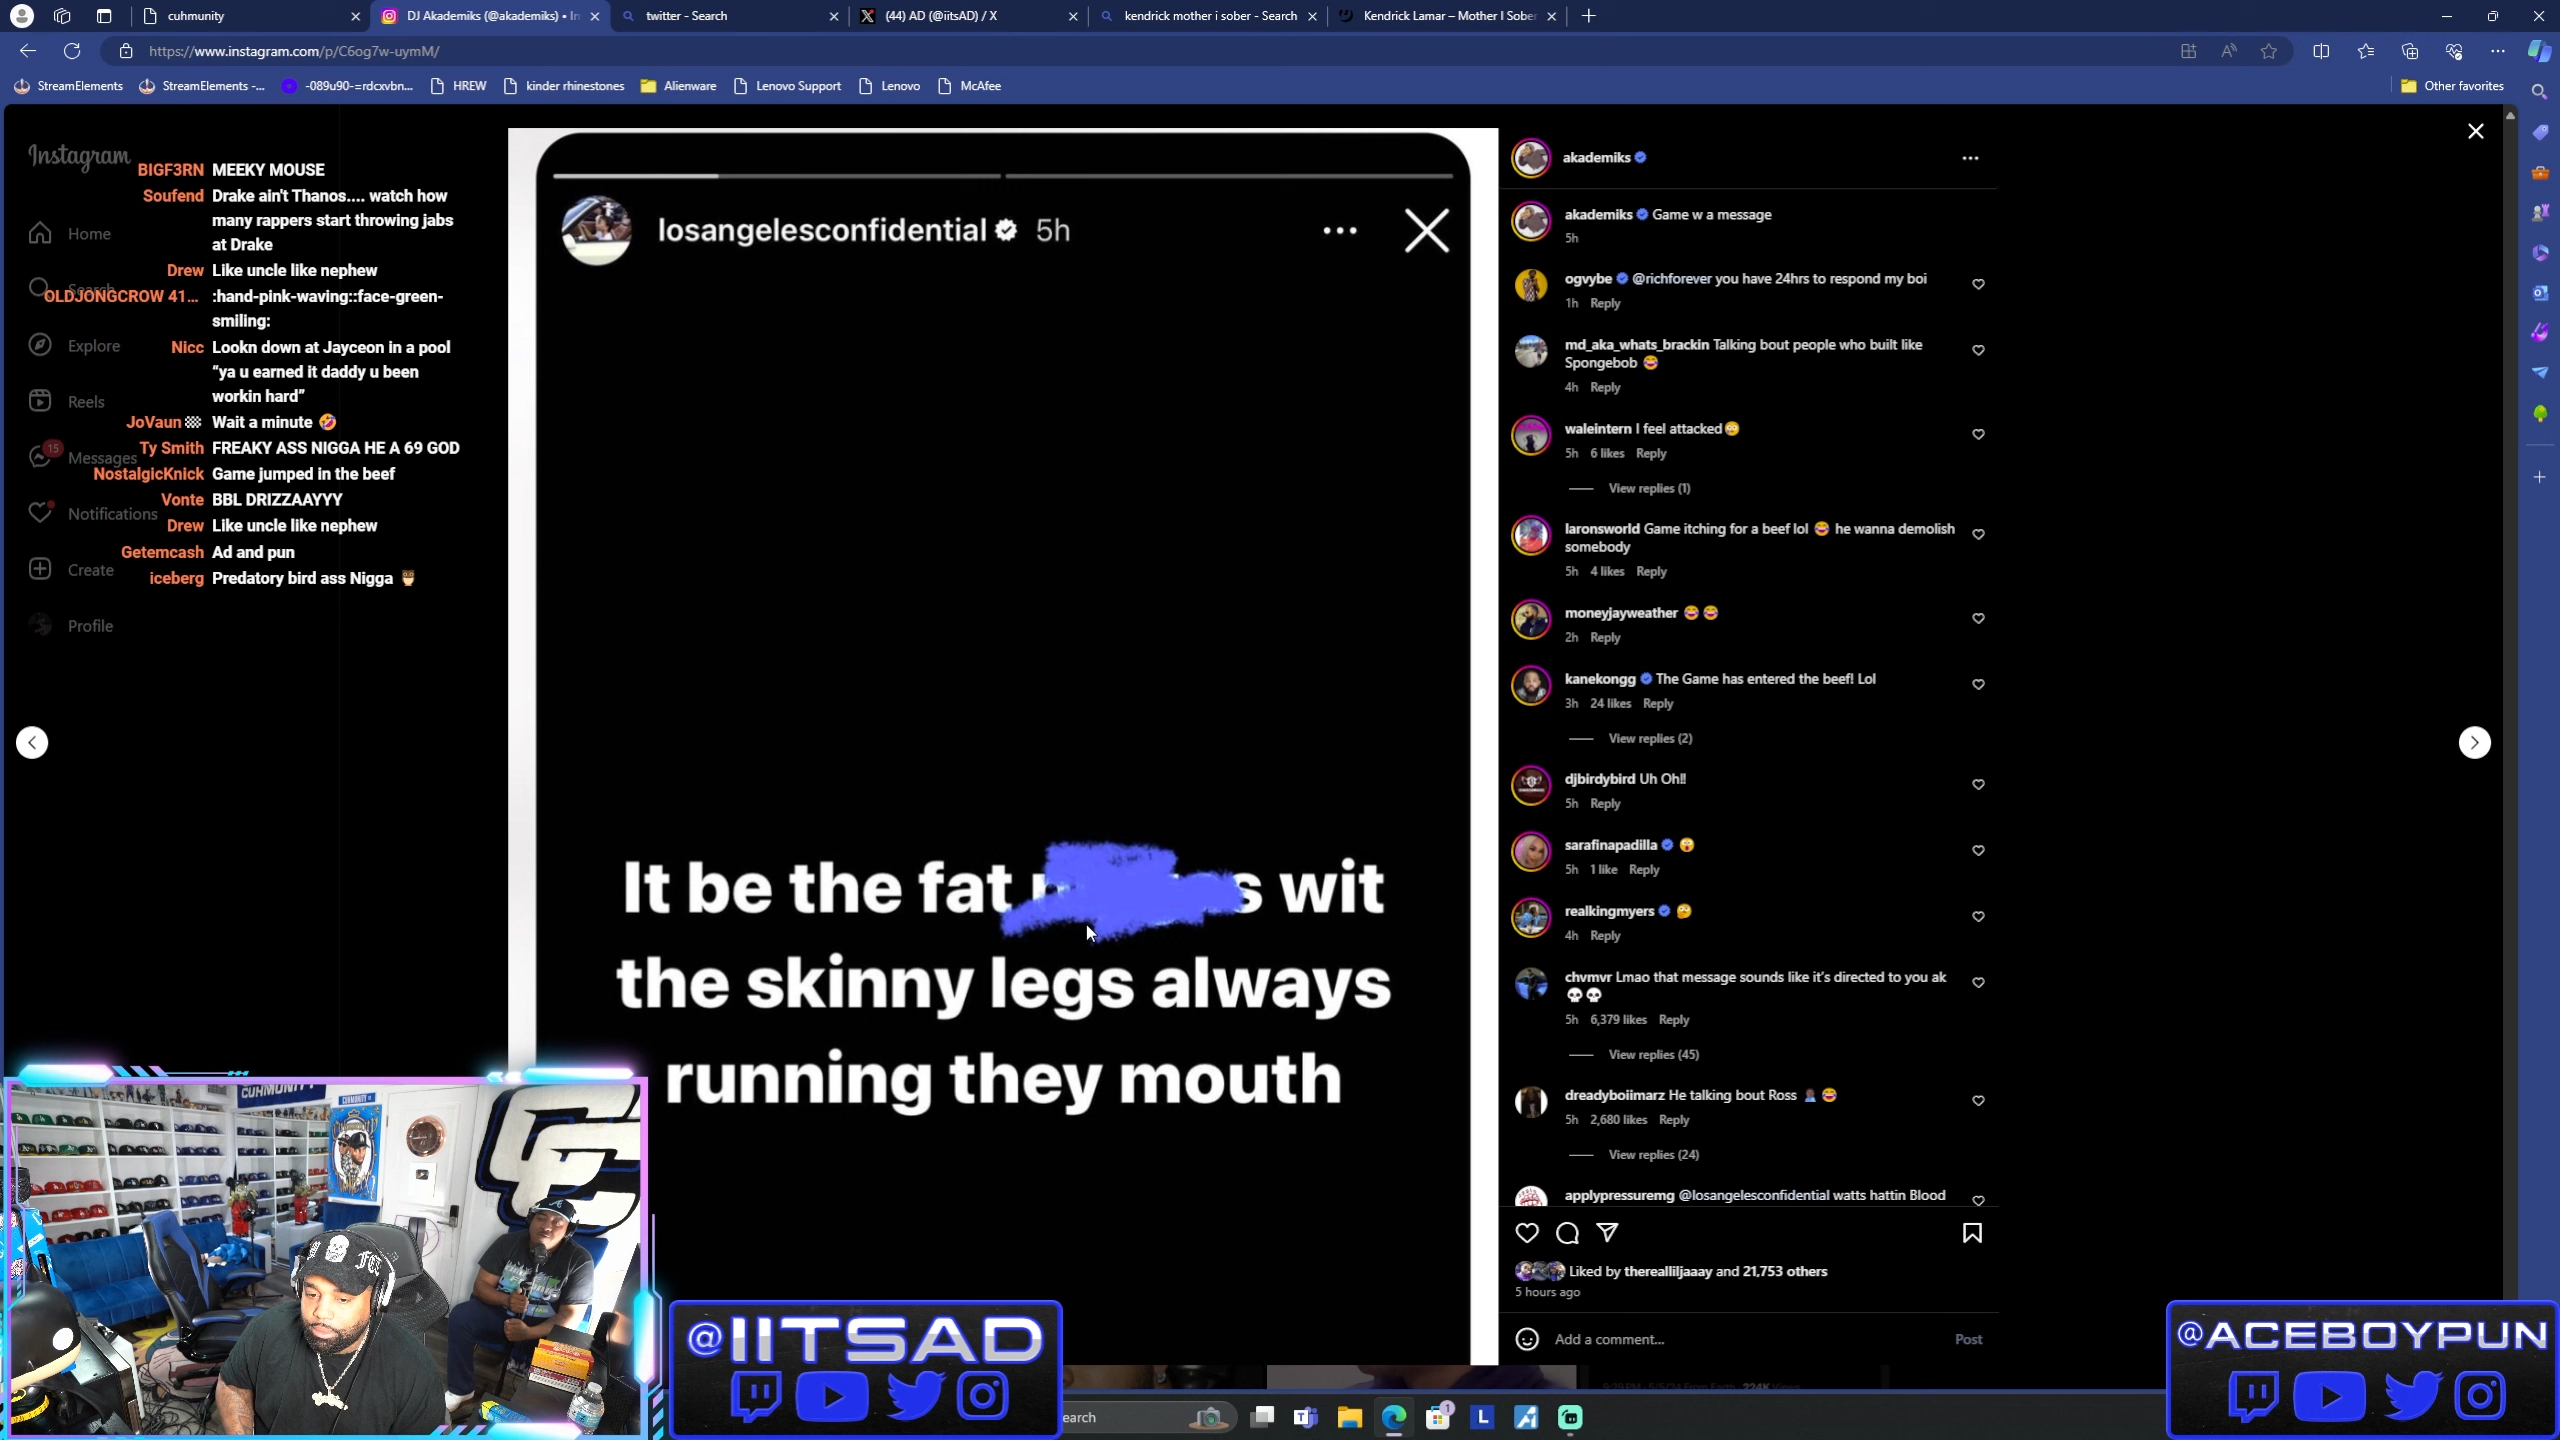 cuhmunity
DJ Akademiks (@akademiks) • In
twitter - Search
(44) AD (@iitsAD) / X
kendrick mother i sober - Search
Kendrick Lamar – Mother I Sober
https://www.instagram.com/p/C6og7w-uymM/
StreamElements
StreamElements -...
-089u90-=rdcxvbn...
HREW
kinder rhinestones
Alienware
Lenovo Support
Lenovo
McAfee
Other favorites
Instagram
Home
Search
Explore
Reels
15
Messages
Notifications
Create
Profile
BIGF3RN MEEKY MOUSE
Soufend Drake ain't Thanos.... watch how
many rappers start throwing jabs
at Drake
Drew Like uncle like nephew
OLDJONGCROW 41... :hand-pink-waving::face-green-
smiling:
Nicc Lookn down at Jayceon in a pool
“ya u earned it daddy u been
workin hard”
JoVaun🏁 Wait a minute 🤣
Ty Smith FREAKY ASS NIGGA HE A 69 GOD
NostalgicKnick Game jumped in the beef
Vonte BBL DRIZZAAYYY
Drew Like uncle like nephew
Getemcash Ad and pun
iceberg Predatory bird ass Nigga 🦉
losangelesconfidential 5h
It be the fat s wit
the skinny legs always
running they mouth
akademiks
akademiks Game w a message
5h
ogvybe @richforever you have 24hrs to respond my boi
1h Reply
md_aka_whats_brackin Talking bout people who built like
Spongebob 😂
4h Reply
waleintern I feel attacked😳
5h 6 likes Reply
View replies (1)
laronsworld Game itching for a beef lol 😂 he wanna demolish
somebody
5h 4 likes Reply
moneyjayweather 😂😂
2h Reply
kanekongg The Game has entered the beef! Lol
3h 24 likes Reply
View replies (2)
djbirdybird Uh Oh!!
5h Reply
sarafinapadilla 😲
5h 1 like Reply
realkingmyers 🫢
4h Reply
chvmvr Lmao that message sounds like it’s directed to you ak
💀💀
5h 6,379 likes Reply
View replies (45)
dreadyboiimarz He talking bout Ross 🤦🏿‍♂️😂
5h 2,680 likes Reply
View replies (24)
applypressuremg @losangelesconfidential watts hattin Blood
Liked by therealliljaaay and 21,753 others
5 hours ago
Add a comment...
Post
CUHMUNITY
@IITSAD
@ACEBOYPUN
earch
1
L